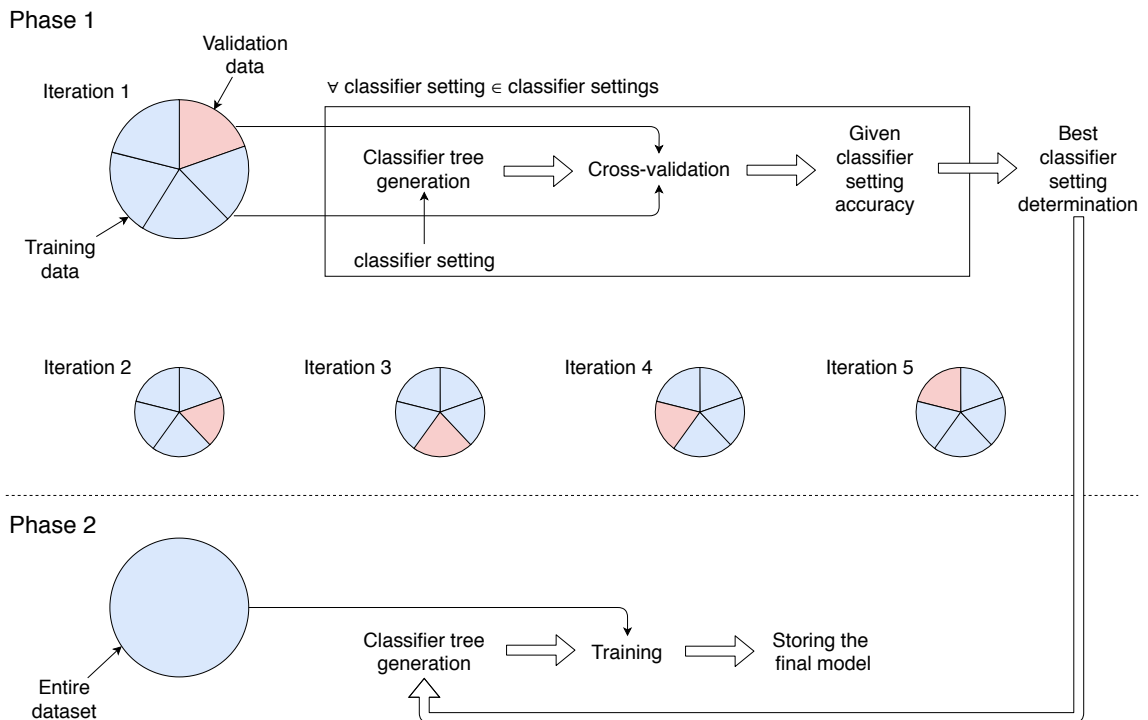 Phase 1
Validation
data
Iteration 1
∀ classifier setting ∈ classifier settings
Classifier tree
generation
Cross-validation
Given
classifier
setting
accuracy
Best
classifier
setting
determination
Training
data
classifier setting
Iteration 2
Iteration 3
Iteration 4
Iteration 5
Phase 2
Classifier tree
generation
Training
Storing the
final model
Entire
dataset